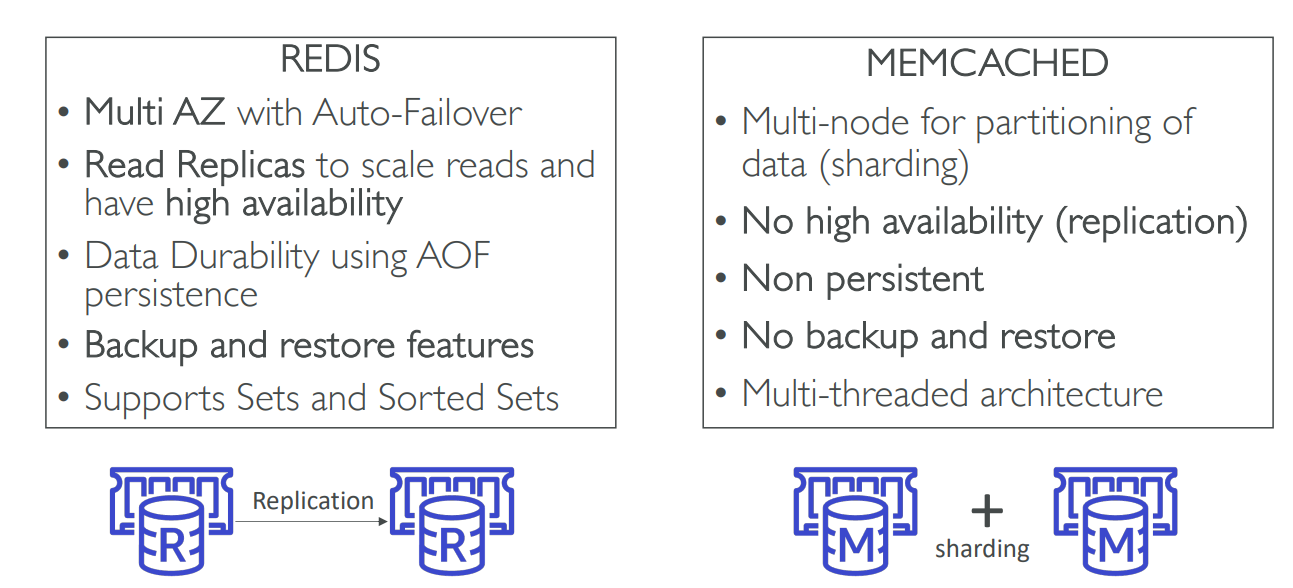 REDIS
• Multi AZ with Auto-Failover
• Read Replicas to scale reads and
have high availability
• Data Durability using AOF
persistence
• Backup and restore features
• Supports Sets and Sorted Sets
MEMCACHED
• Multi-node for partitioning of
data (sharding)
• No high availability (replication)
• Non persistent
• No backup and restore
• Multi-threaded architecture
R
Replication
R
M
+
sharding
M